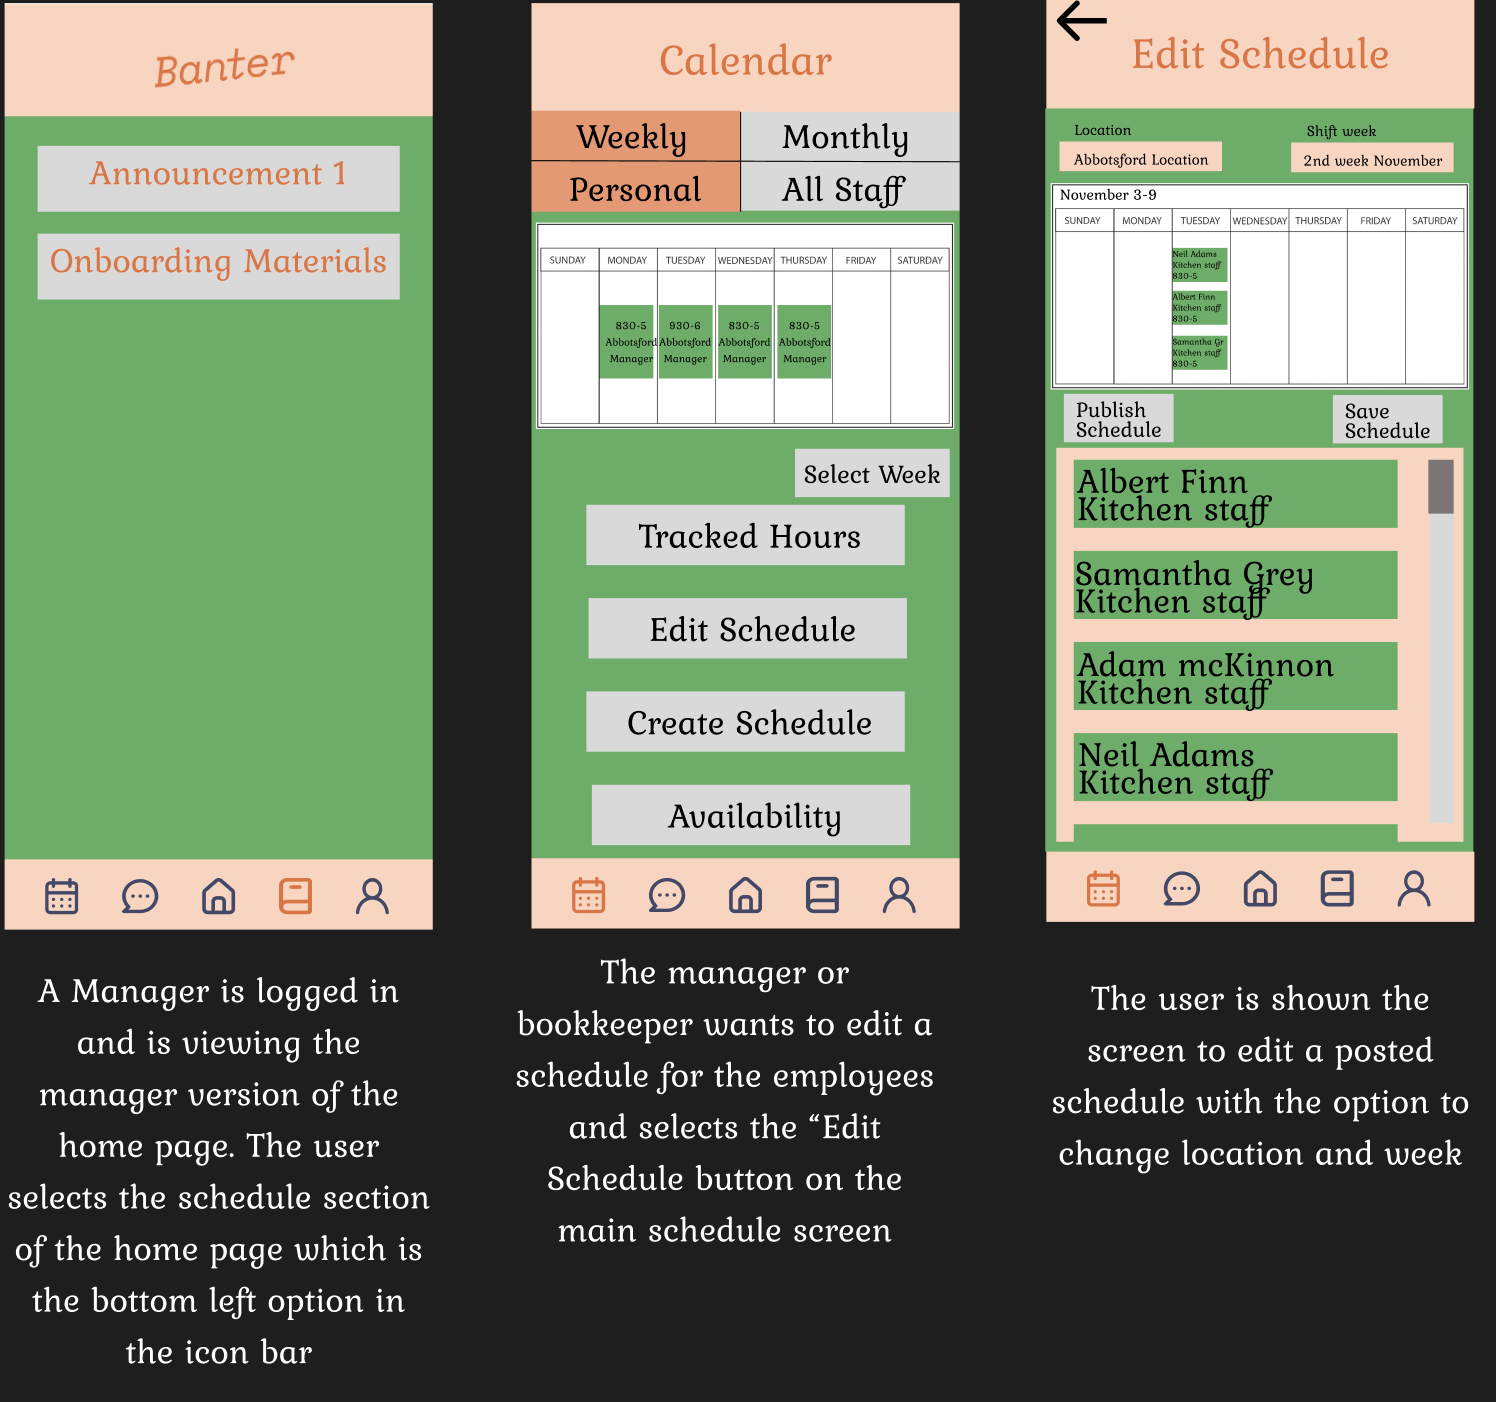 Banter
Announcement 1
Onboarding Materials
A Manager is logged in
and is viewing the
manager version of the
home page. The user
selects the schedule section
of the home page which is
the bottom left option in
the icon bar
Calendar
Weekly Monthly
Personal All Staff
SUNDAY MONDAY TUESDAY WEDNESDAY THURSDAY FRIDAY SATURDAY
830-5 930-6 830-5 830-5
Abbotsford Abbotsford Abbotsford Abbotsford
Manager Manager Manager Manager
Select Week
Tracked Hours
Edit Schedule
Create Schedule
Availability
The manager or
bookkeeper wants to edit a
schedule for the employees
and selects the “Edit
Schedule button on the
main schedule screen
Edit Schedule
Location Shift week
Abbotsford Location 2nd week November
November 3-9
SUNDAY MONDAY TUESDAY WEDNESDAY THURSDAY FRIDAY SATURDAY
Neil Adams
Kitchen staff
830-5
Albert Finn
Kitchen staff
830-5
Samantha Gr
Kitchen staff
830-5
Publish
Schedule
Save
Schedule
Albert Finn
Kitchen staff
Samantha Grey
Kitchen staff
Adam mcKinnon
Kitchen staff
Neil Adams
Kitchen staff
The user is shown the
screen to edit a posted
schedule with the option to
change location and week